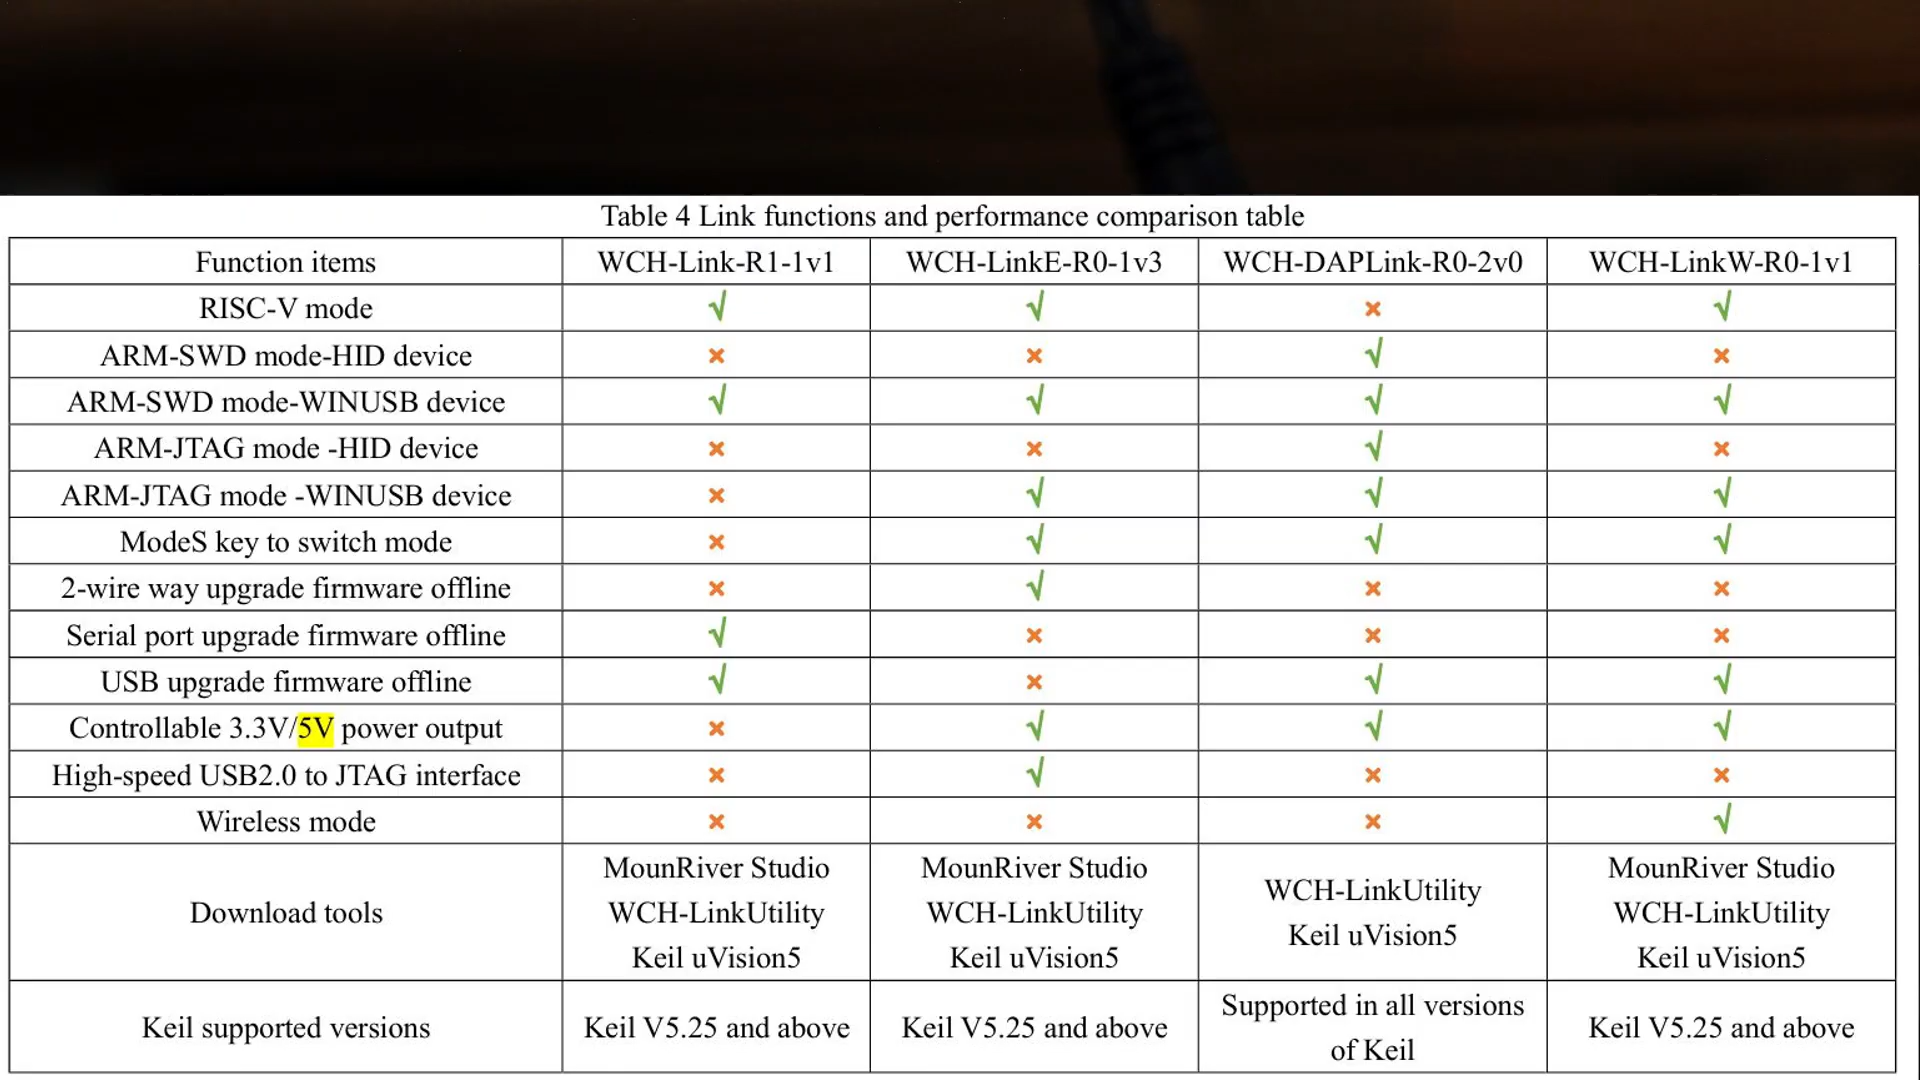 Table 4 Link functions and performance comparison table
Function items WCH-Link-R1-1v1 WCH-LinkE-R0-1v3 WCH-DAPLink-R0-2v0 WCH-LinkW-R0-1v1
RISC-V mode √ √ × √
ARM-SWD mode-HID device × × √ ×
ARM-SWD mode-WINUSB device √ √ √ √
ARM-JTAG mode -HID device × × √ ×
ARM-JTAG mode -WINUSB device × √ √ √
ModeS key to switch mode × √ √ √
2-wire way upgrade firmware offline × √ × ×
Serial port upgrade firmware offline √ × × ×
USB upgrade firmware offline √ × √ √
Controllable 3.3V/5V power output × √ √ √
High-speed USB2.0 to JTAG interface × √ × ×
Wireless mode × × × √
Download tools
MounRiver Studio
WCH-LinkUtility
Keil uVision5
MounRiver Studio
WCH-LinkUtility
Keil uVision5
WCH-LinkUtility
Keil uVision5
MounRiver Studio
WCH-LinkUtility
Keil uVision5
Keil supported versions
Keil V5.25 and above
Keil V5.25 and above
Supported in all versions
of Keil
Keil V5.25 and above